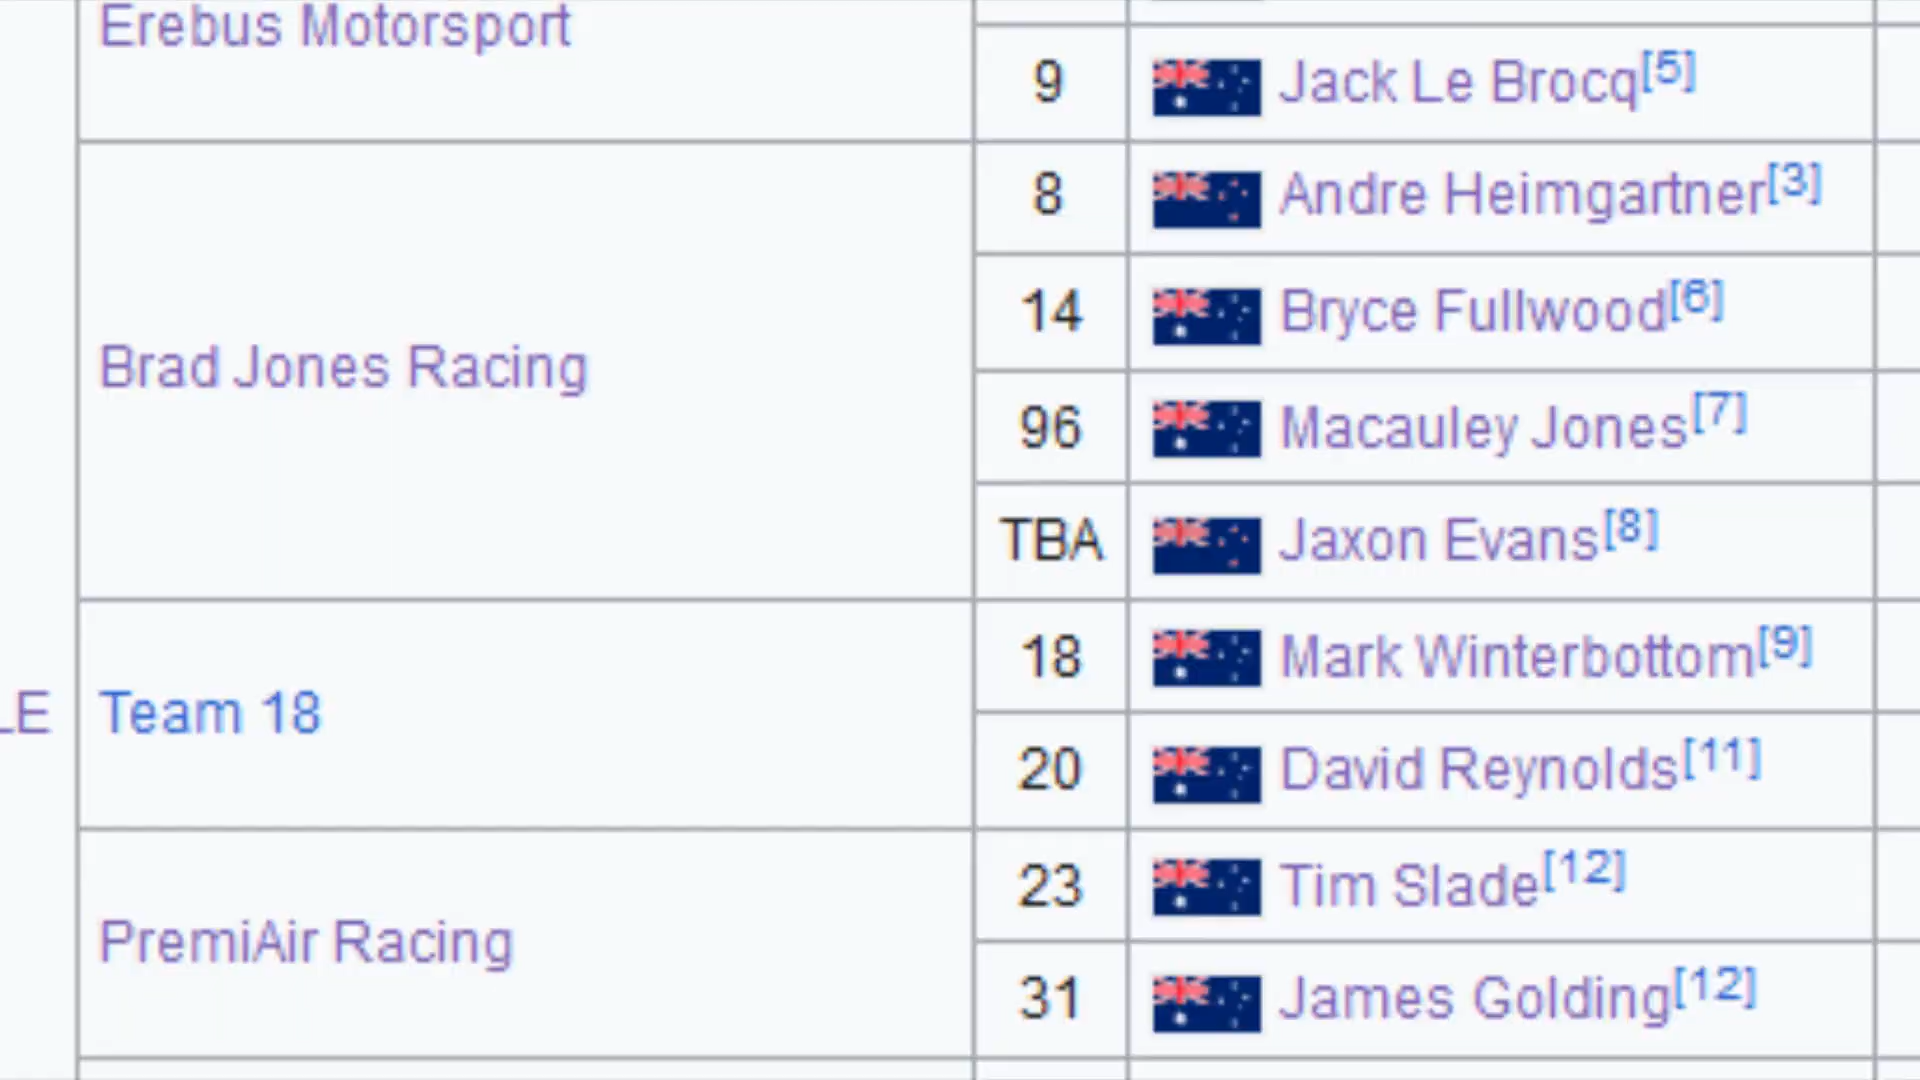 Erebus Motorsport
9 Jack Le Brocq[5]
8 Andre Heimgartner[3]
14 Bryce Fullwood[6]
Brad Jones Racing
96 Macauley Jones[7]
TBA Jaxon Evans[8]
18 Mark Winterbottom[9]
LE Team 18
20 David Reynolds[11]
23 Tim Slade[12]
PremiAir Racing
31 James Golding[12]